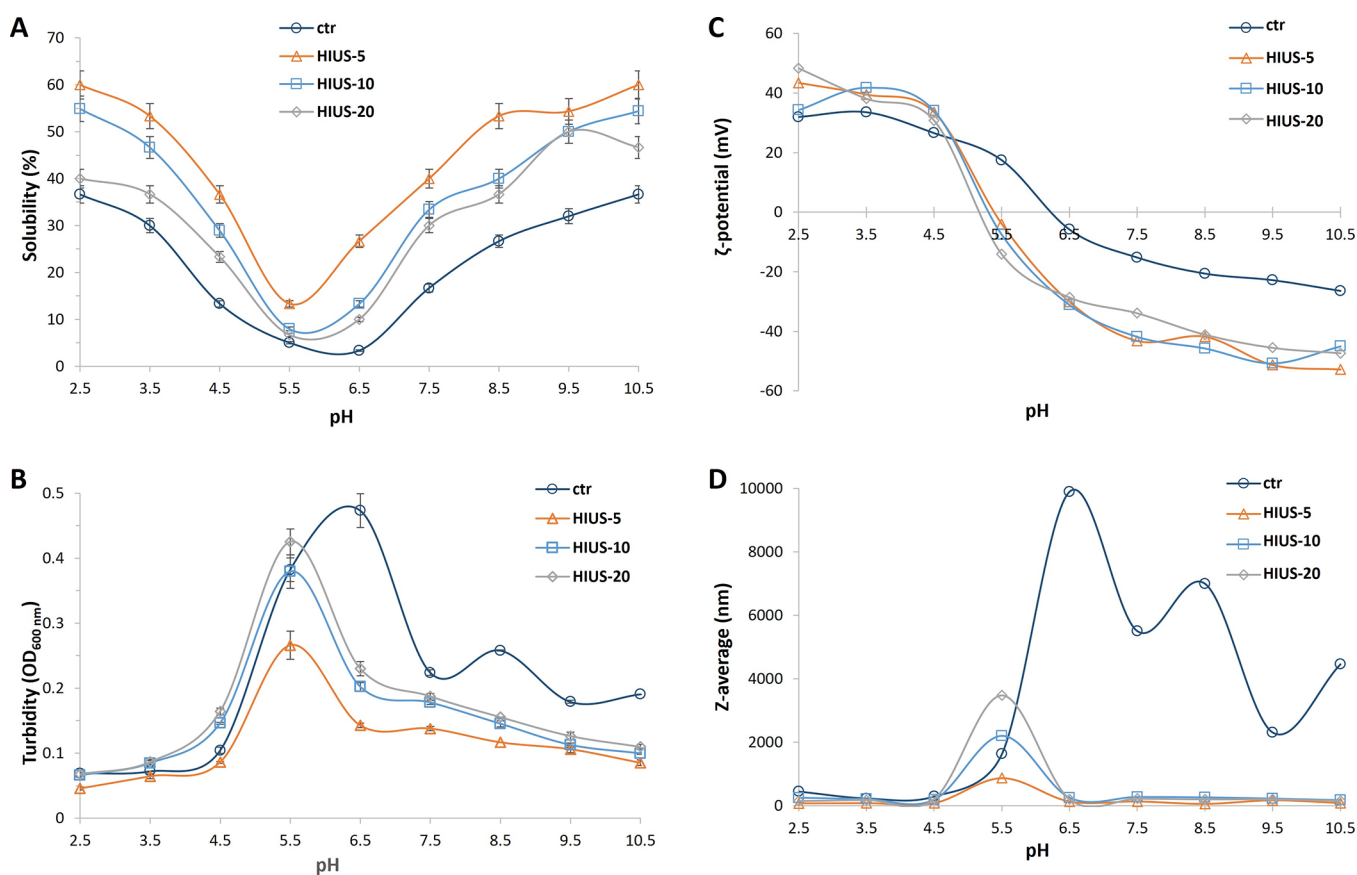 A
Solubility (%)
70
60
50
40
30
20
10
0
2.5 3.5 4.5 5.5 6.5 7.5 8.5 9.5 10.5
pH
ctr
HIUS-5
HIUS-10
HIUS-20
C
ζ-potential (mV)
60
40
20
0
-20
-40
-60
2.5 3.5 4.5 5.5 6.5 7.5 8.5 9.5 10.5
pH
ctr
HIUS-5
HIUS-10
HIUS-20
B
Turbidity (OD600 nm)
0.5
0.4
0.3
0.2
0.1
0
2.5 3.5 4.5 5.5 6.5 7.5 8.5 9.5 10.5
pH
ctr
HIUS-5
HIUS-10
HIUS-20
D
Z-average (nm)
10000
8000
6000
4000
2000
0
2.5 3.5 4.5 5.5 6.5 7.5 8.5 9.5 10.5
pH
ctr
HIUS-5
HIUS-10
HIUS-20